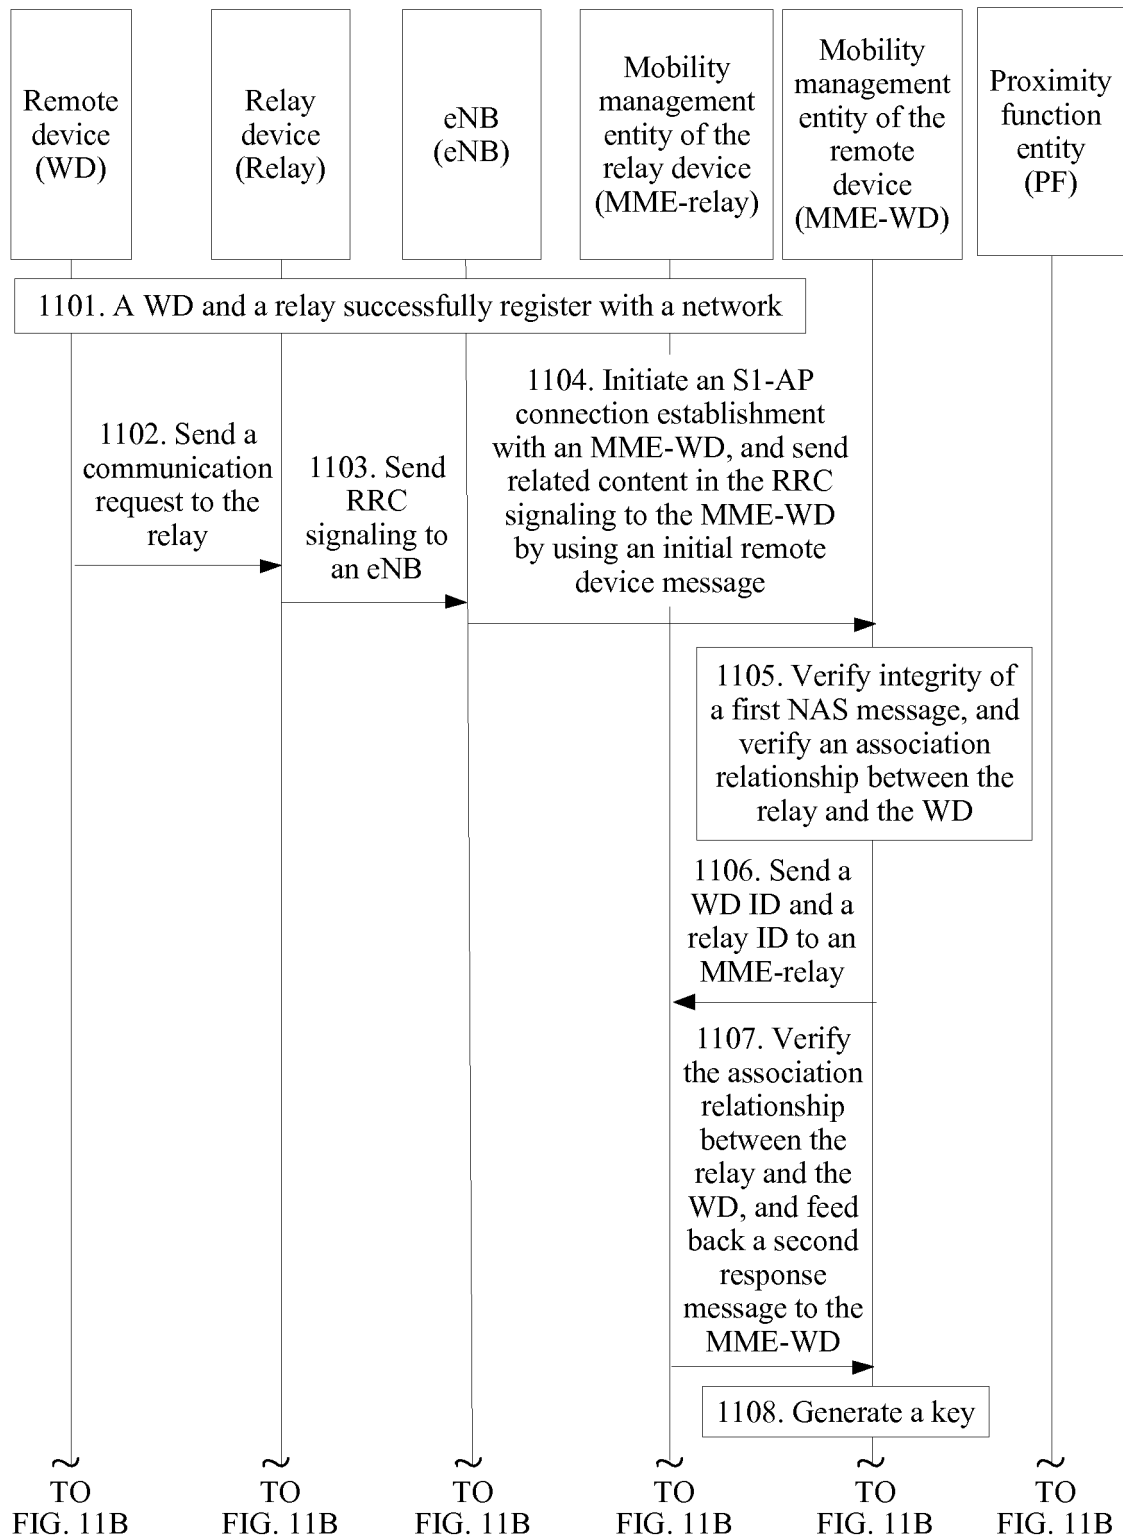 Remote
device
(WD)
Relay
device
(Relay)
eNB
(eNB)
Mobility
management
entity of the
relay device
(MME-relay)
Mobility
management
entity of the
remote
device
(MME-WD)
Proximity
function
entity
(PF)
1101. A WD and a relay successfully register with a network
1102. Send a
communication
request to the
relay
1103. Send
RRC
signaling to
an eNB
1104. Initiate an S1-AP
connection establishment
with an MME-WD, and send
related content in the RRC
signaling to the MME-WD
by using an initial remote
device message
1105. Verify integrity of
a first NAS message, and
verify an association
relationship between the
relay and the WD
1106. Send a
WD ID and a
relay ID to an
MME-relay
1107. Verify
the association
relationship
between the
relay and the
WD, and feed
back a second
response
message to the
MME-WD
1108. Generate a key
TO
FIG. 11B
TO
FIG. 11B
TO
FIG. 11B
TO
FIG. 11B
TO
FIG. 11B
TO
FIG. 11B